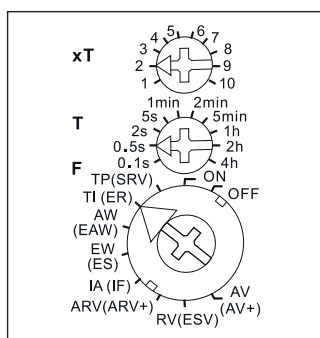 xT
1
2
3
4
5
6
7
8
9
10
T
0.1s
0.5s
2s
5s
1min
2min
5min
1h
2h
4h
F
TP(SRV)
TI (ER)
AW
(EAW)
EW
(ES)
IA (IF)
ARV(ARV+)
RV(ESV)
AV
(AV+)
OFF
ON